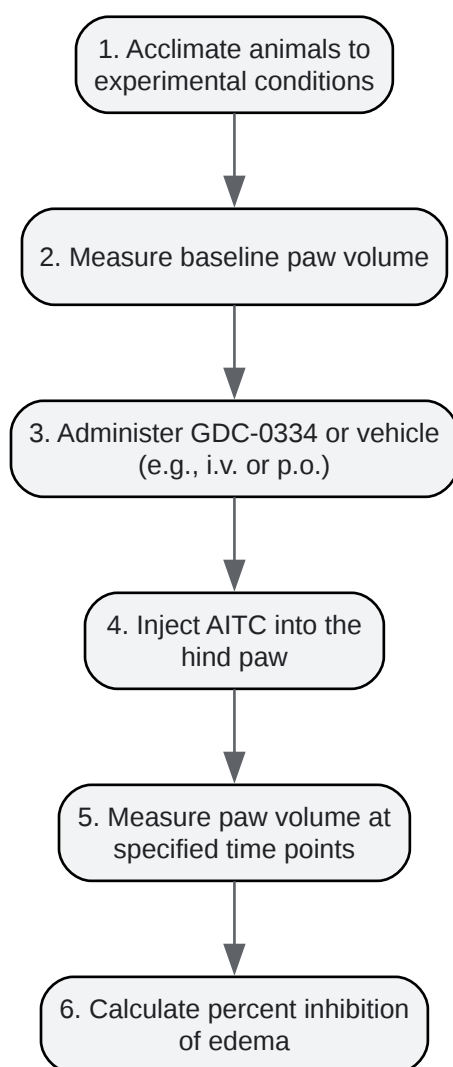 1. Acclimate animals to
experimental conditions
2. Measure baseline paw volume
3. Administer GDC-0334 or vehicle
(e.g., i.v. or p.o.)
4. Inject AITC into the
hind paw
5. Measure paw volume at
specified time points
6. Calculate percent inhibition
of edema